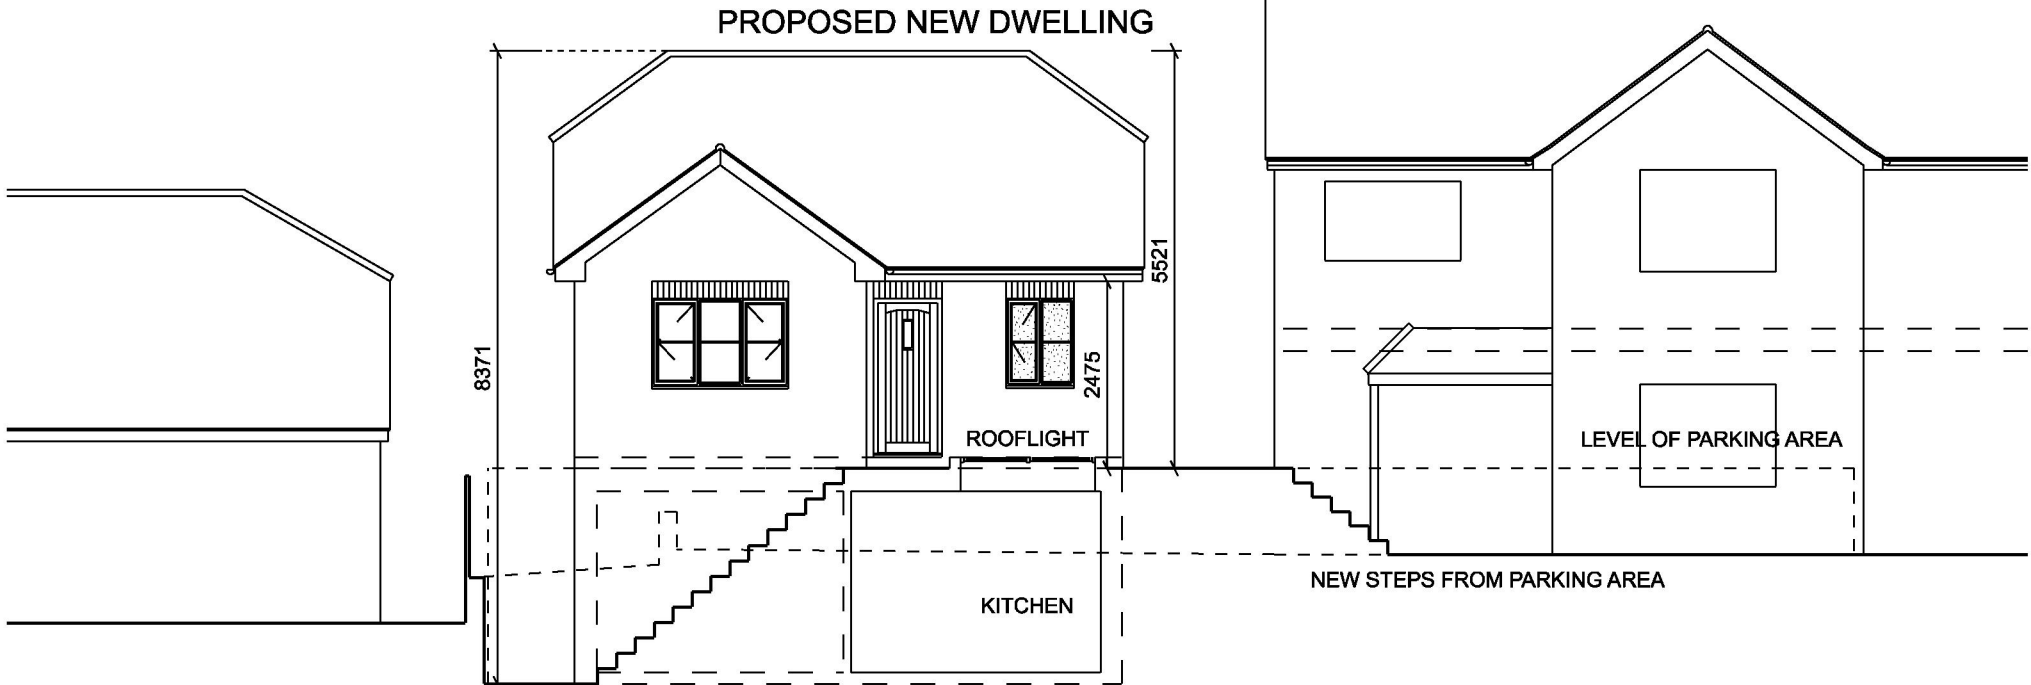 PROPOSED NEW DWELLING
5521
8371
2475
ROOFLIGHT
LEVEL OF PARKING AREA
NEW STEPS FROM PARKING AREA
KITCHEN